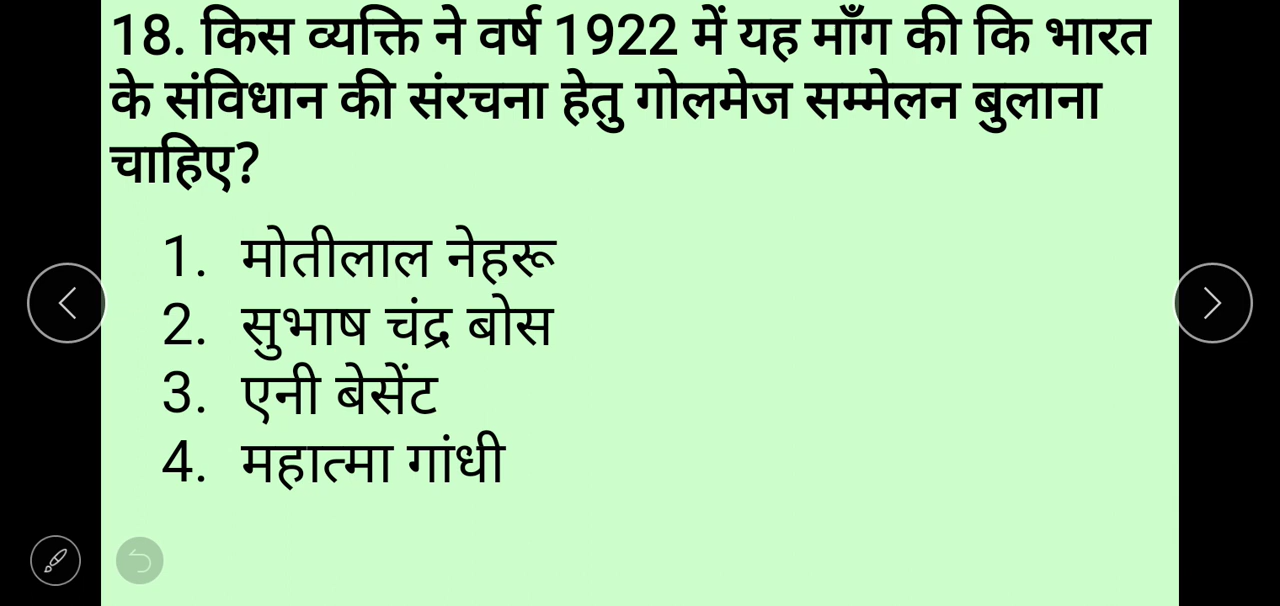 18. किस व्यक्ति ने वर्ष 1922 में यह माँग की कि भारत
के संविधान की संरचना हेतु गोलमेज सम्मेलन बुलाना
चाहिए?
1. मोतीलाल नेहरू
2. सुभाष चंद्र बोस
3. एनी बेसेंट
4. महात्मा गांधी